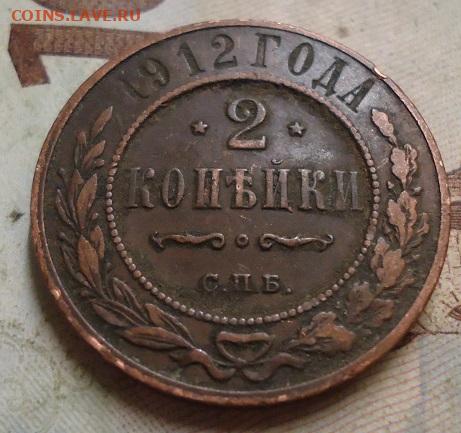 COINS.LAVE.RU
1912 ГОДА
* 2 *
КОПѢЙКИ
С.П.Б.